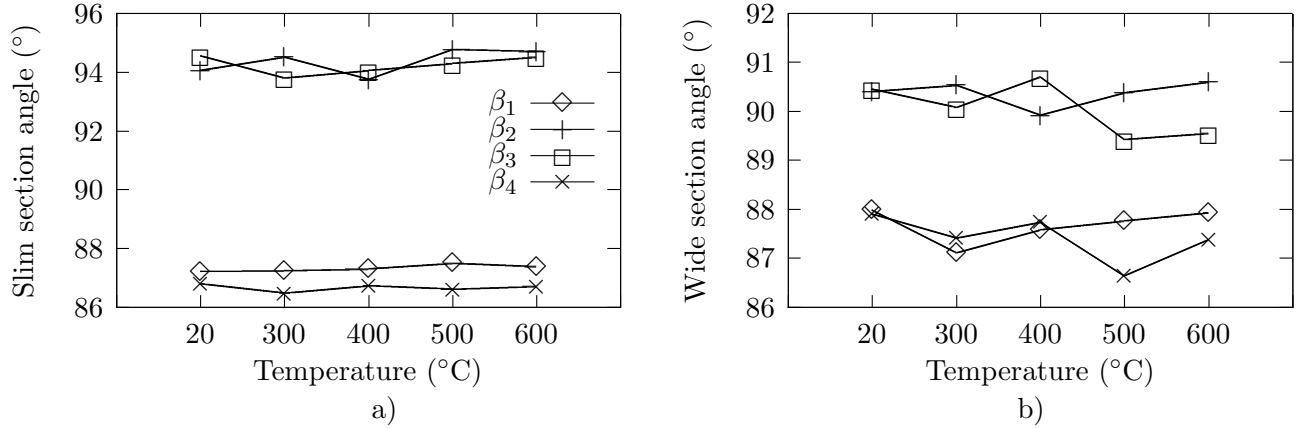 Slim section angle (°)
96
94
92
90
88
86
β1
β2
β3
β4
20 300 400 500 600
Temperature (°C)
a)
Wide section angle (°)
92
91
90
89
88
87
86
20 300 400 500 600
Temperature (°C)
b)